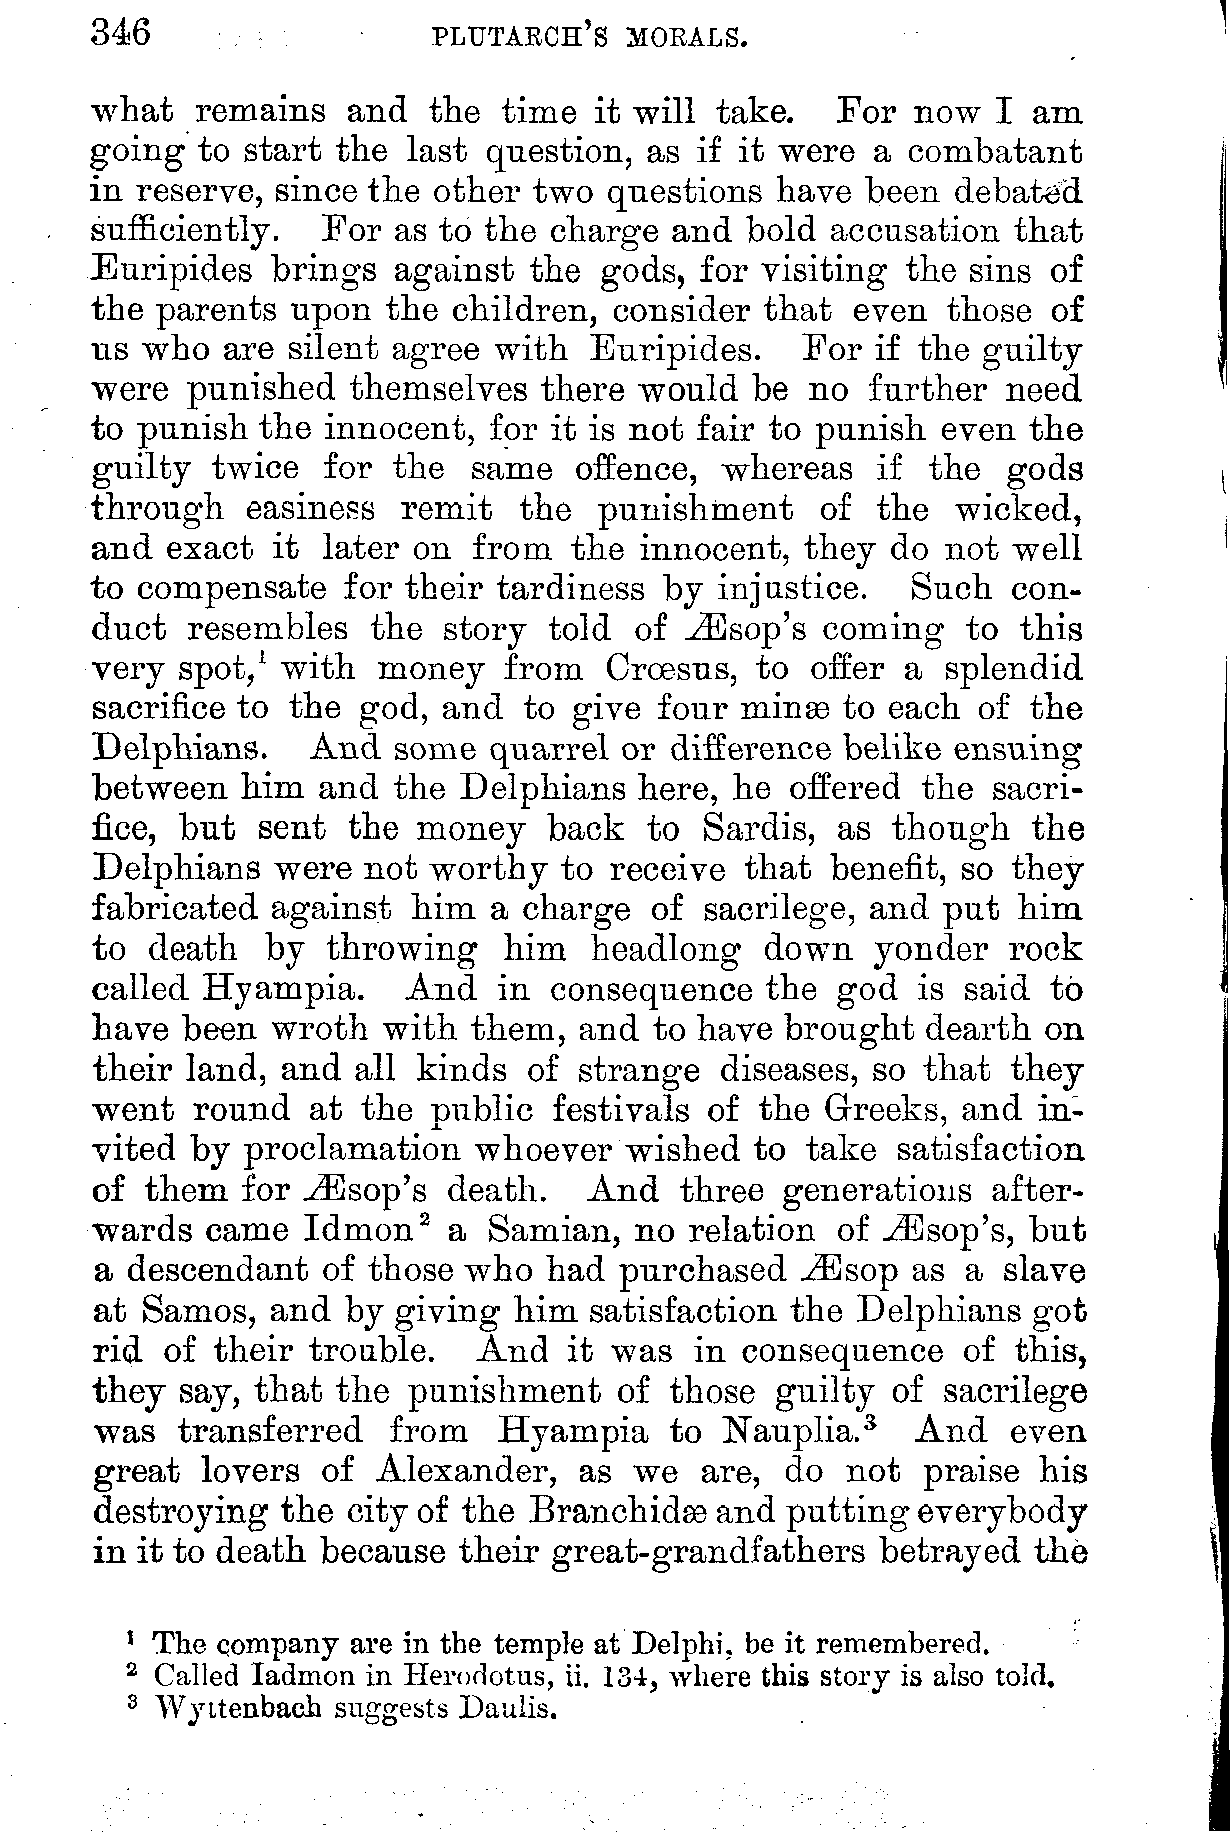 346 PLUTARCH'S MORALS.
what remains and the time it will take. For now I am
going to start the last question, as if it were a combatant
in reserve, since the other two questions have been debated
sufficiently. For as to the charge and bold accusation that
Euripides brings against the gods, for visiting the sins of
the parents upon the children, consider that even those of
us who are silent agree with Euripides. For if the guilty
were punished themselves there would be no further need
to punish the innocent, for it is not fair to punish even the
guilty twice for the same offence, whereas if the gods
through easiness remit the punishment of the wicked,
and exact it later on from the innocent, they do not well
to compensate for their tardiness by injustice. Such con-
duct resembles the story told of Æsop's coming to this
very spot,¹ with money from Crœsus, to offer a splendid
sacrifice to the god, and to give four minæ to each of the
Delphians. And some quarrel or difference belike ensuing
between him and the Delphians here, he offered the sacri-
fice, but sent the money back to Sardis, as though the
Delphians were not worthy to receive that benefit, so they
fabricated against him a charge of sacrilege, and put him
to death by throwing him headlong down yonder rock
called Hyampia. And in consequence the god is said to
have been wroth with them, and to have brought dearth on
their land, and all kinds of strange diseases, so that they
went round at the public festivals of the Greeks, and in-
vited by proclamation whoever wished to take satisfaction
of them for Æsop's death. And three generations after-
wards came Idmon² a Samian, no relation of Æsop's, but
a descendant of those who had purchased Æsop as a slave
at Samos, and by giving him satisfaction the Delphians got
rid of their trouble. And it was in consequence of this,
they say, that the punishment of those guilty of sacrilege
was transferred from Hyampia to Nauplia.³ And even
great lovers of Alexander, as we are, do not praise his
destroying the city of the Branchidæ and putting everybody
in it to death because their great-grandfathers betrayed the
¹ The company are in the temple at Delphi, be it remembered.
² Called Iadmon in Herodotus, ii. 134, where this story is also told.
³ Wyttenbach suggests Daulis.